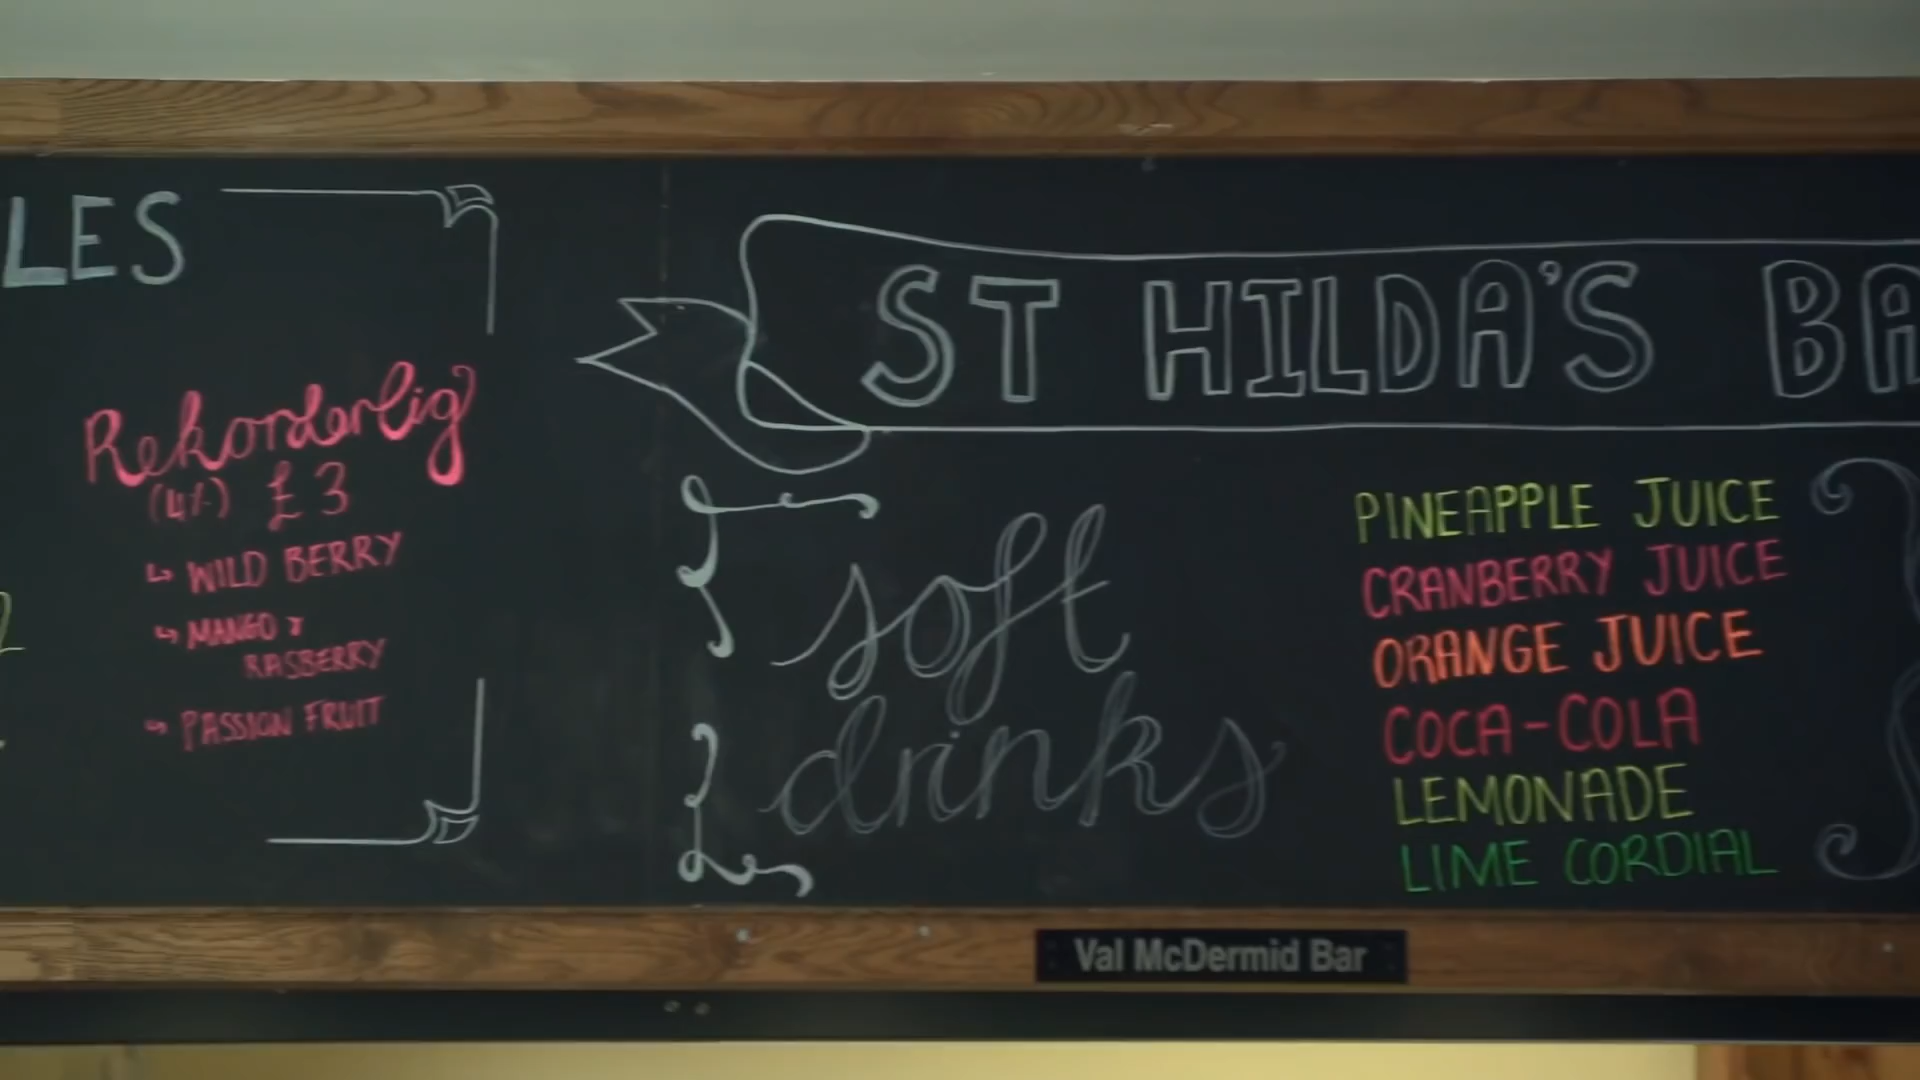 LES
Rekorderlig
(4%) £3
↳ WILD BERRY
↳ MANGO &
RASBERRY
↳ PASSION FRUIT
ST HILDA'S BA
soft
drinks
PINEAPPLE JUICE
CRANBERRY JUICE
ORANGE JUICE
COCA-COLA
LEMONADE
LIME CORDIAL
Val McDermid Bar